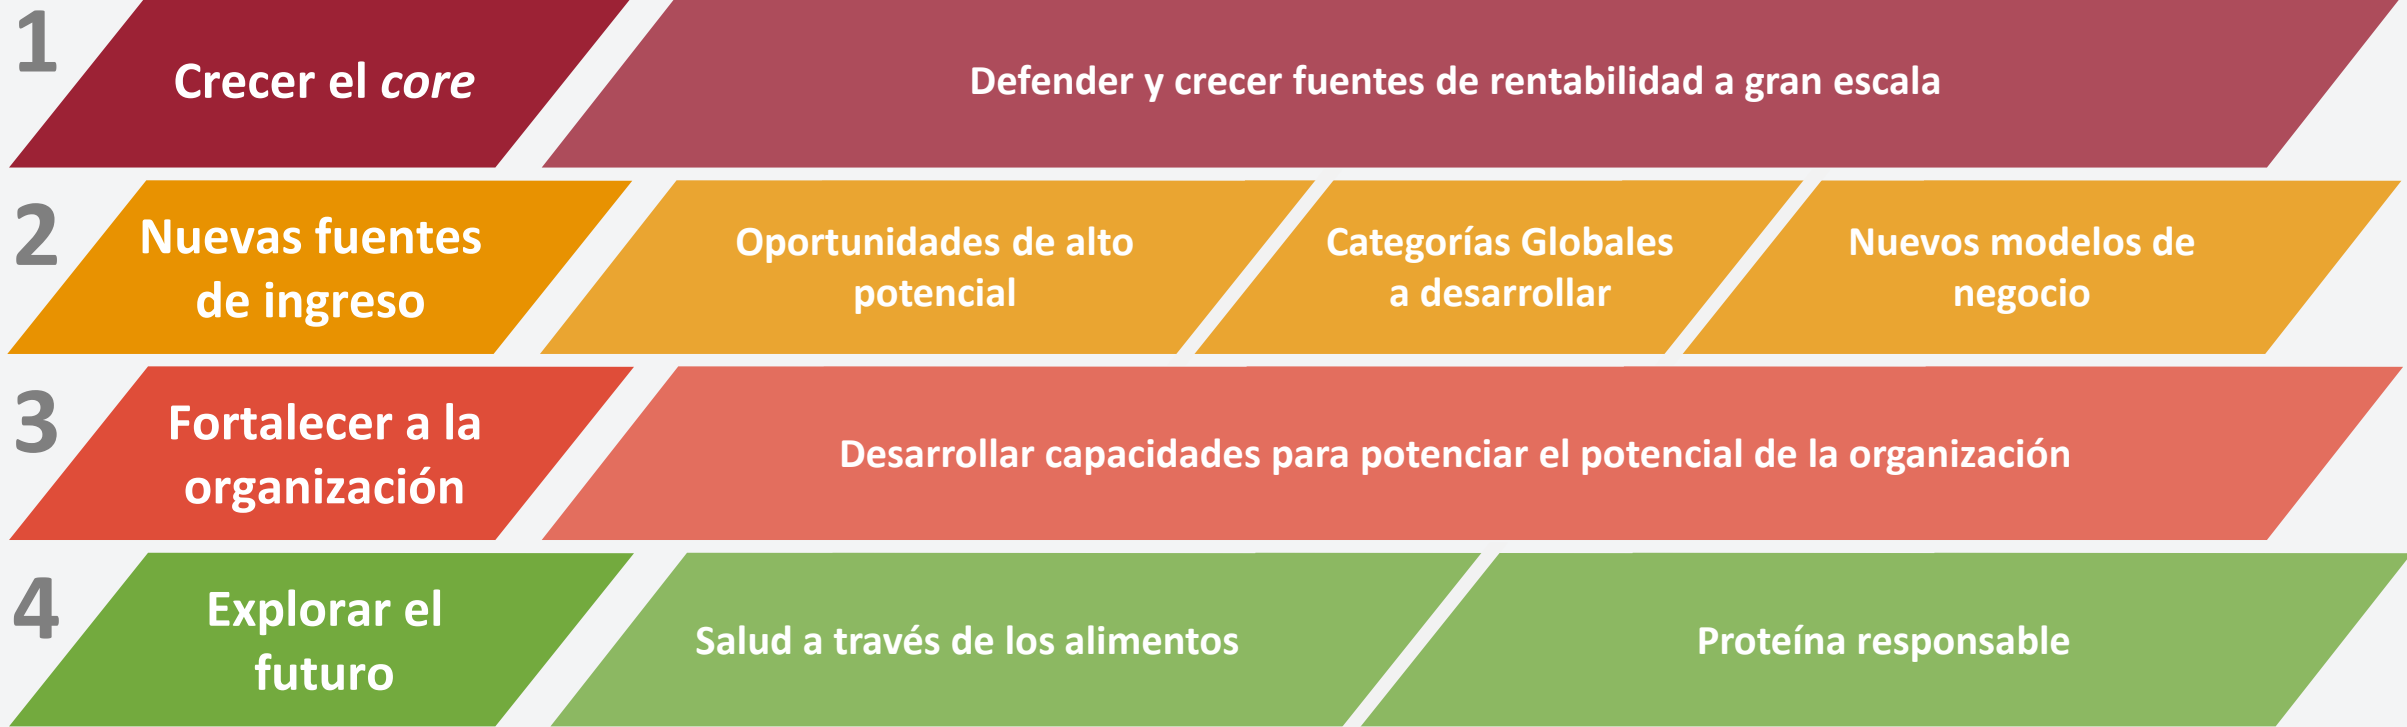 1
Crecer el core
Defender y crecer fuentes de rentabilidad a gran escala
2
Nuevas fuentes
de ingreso
Oportunidades de alto
potencial
Categorías Globales
a desarrollar
Nuevos modelos de
negocio
3
Fortalecer a la
organización
Desarrollar capacidades para potenciar el potencial de la organización
4
Explorar el
futuro
Salud a través de los alimentos
Proteína responsable